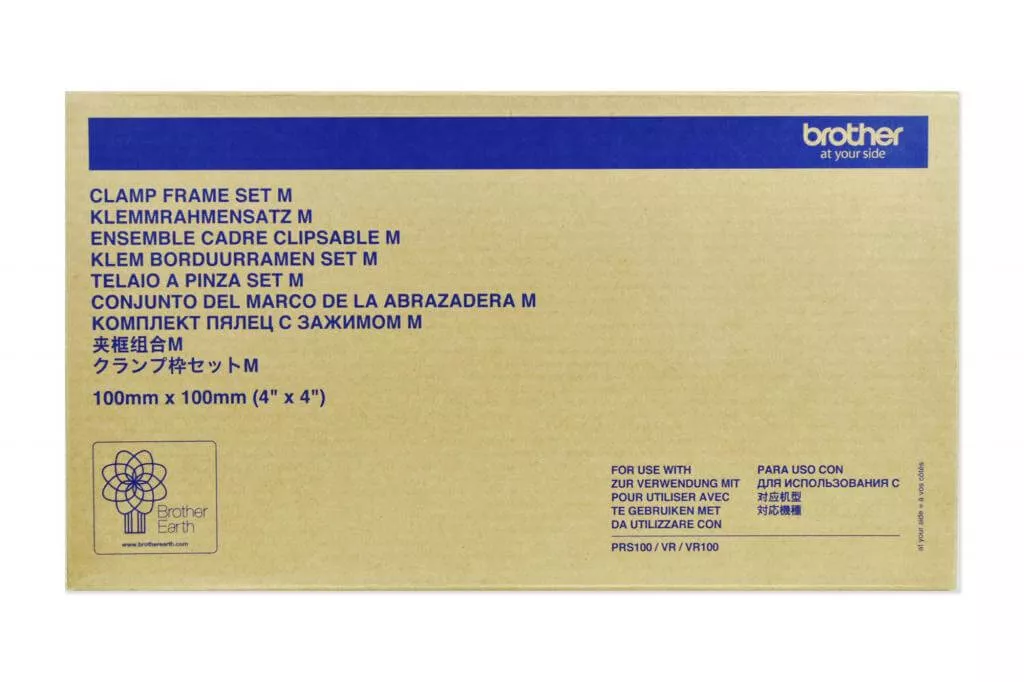 brother
at your side
CLAMP FRAME SET M
KLEMMRAHMENSATZ M
ENSEMBLE CADRE CLIPSABLE M
KLEM BORDUURRAMEN SET M
TELAIO A PINZA SET M
CONJUNTO DEL MARCO DE LA ABRAZADERA M
КОМПЛЕКТ ПЯЛЕЦ С ЗАЖИМОМ М
夹框组合M
クランプ枠セットM
100mm x 100mm (4" x 4")
Brother
Earth
www.brotherearth.com
FOR USE WITH
ZUR VERWENDUNG MIT
POUR UTILISER AVEC
TE GEBRUIKEN MET
DA UTILIZZARE CON
PARA USO CON
ДЛЯ ИСПОЛЬЗОВАНИЯ С
对应机型
対応機種
PRS100 / VR / VR100
at your side = à vos côtés